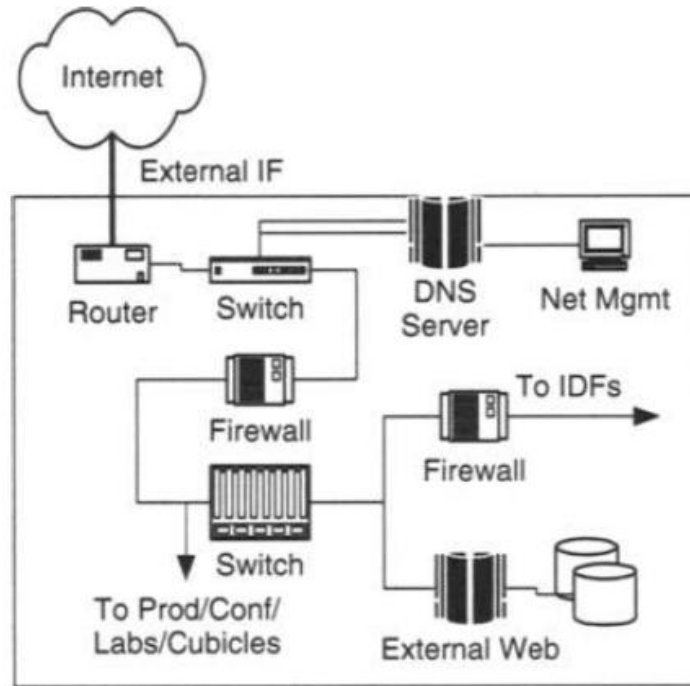 Internet
External IF
Router
Switch
DNS
Server
Net Mgmt
Firewall
To IDFs
Firewall
Switch
To Prod/Conf/
Labs/Cubicles
External Web